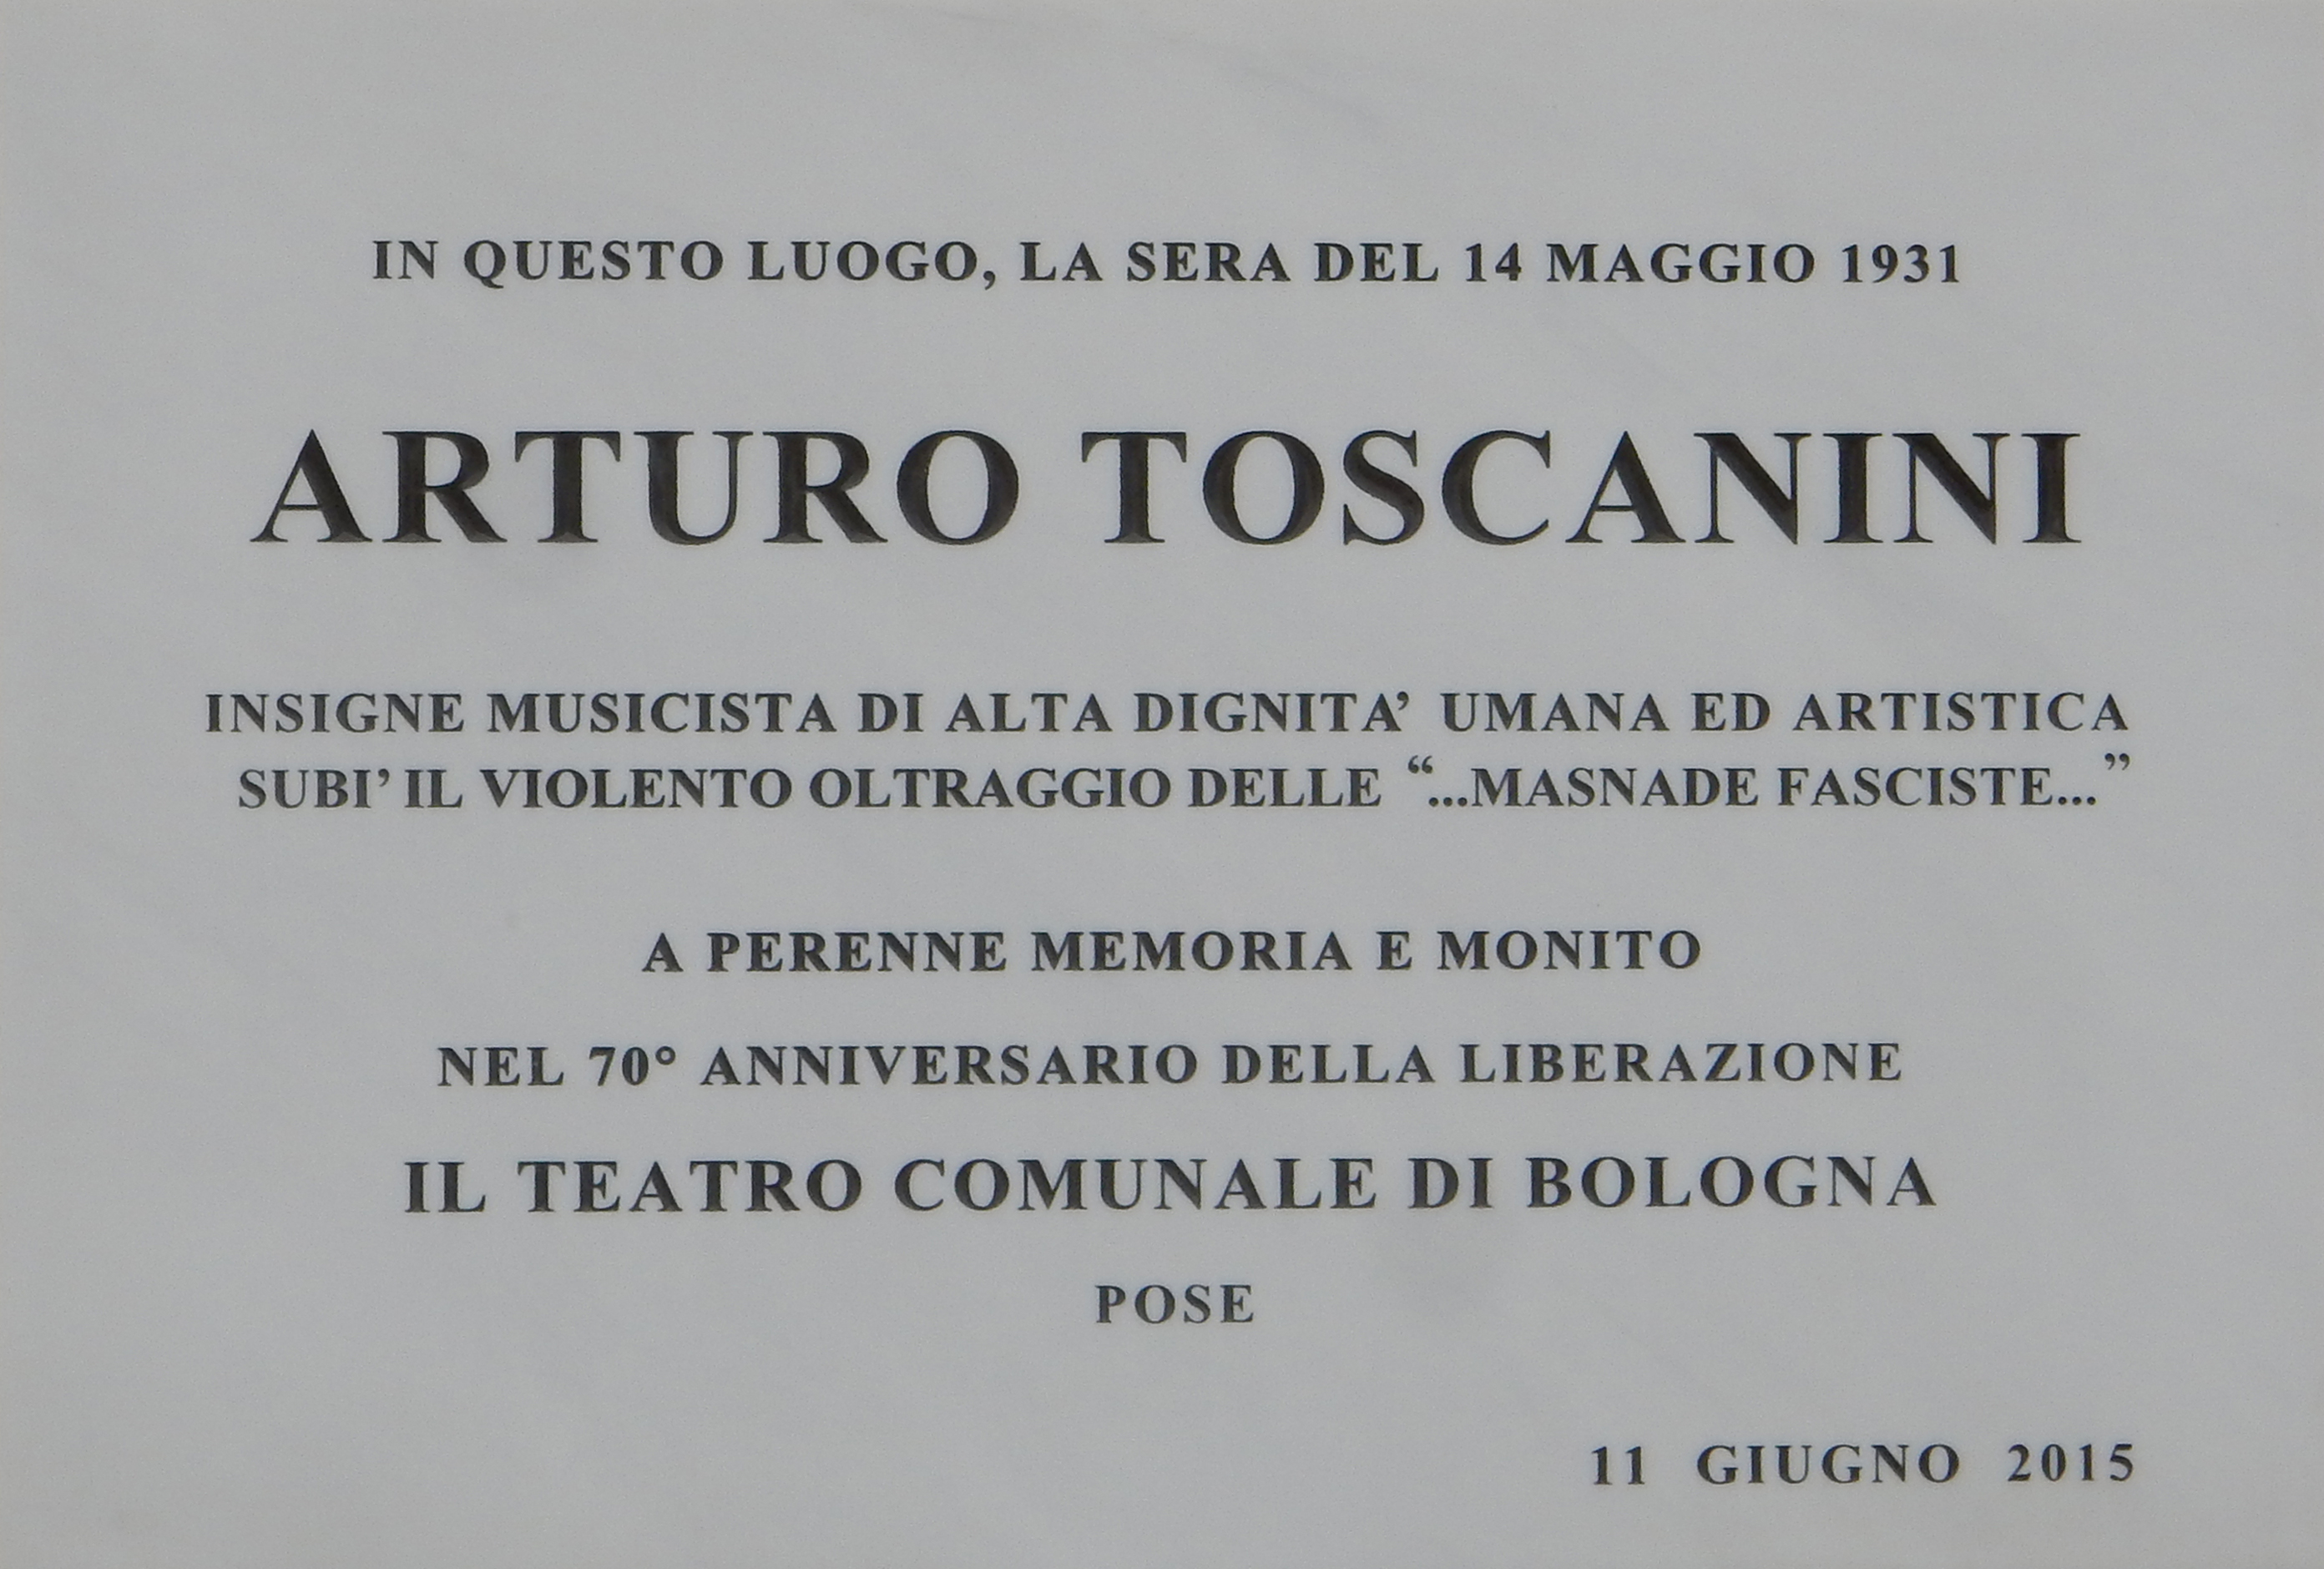 IN QUESTO LUOGO, LA SERA DEL 14 MAGGIO 1931
ARTURO TOSCANINI
INSIGNE MUSICISTA DI ALTA DIGNITA’ UMANA ED ARTISTICA
SUBI’ IL VIOLENTO OLTRAGGIO DELLE “...MASNADE FASCISTE...”
A PERENNE MEMORIA E MONITO
NEL 70° ANNIVERSARIO DELLA LIBERAZIONE
IL TEATRO COMUNALE DI BOLOGNA
POSE
11 GIUGNO 2015